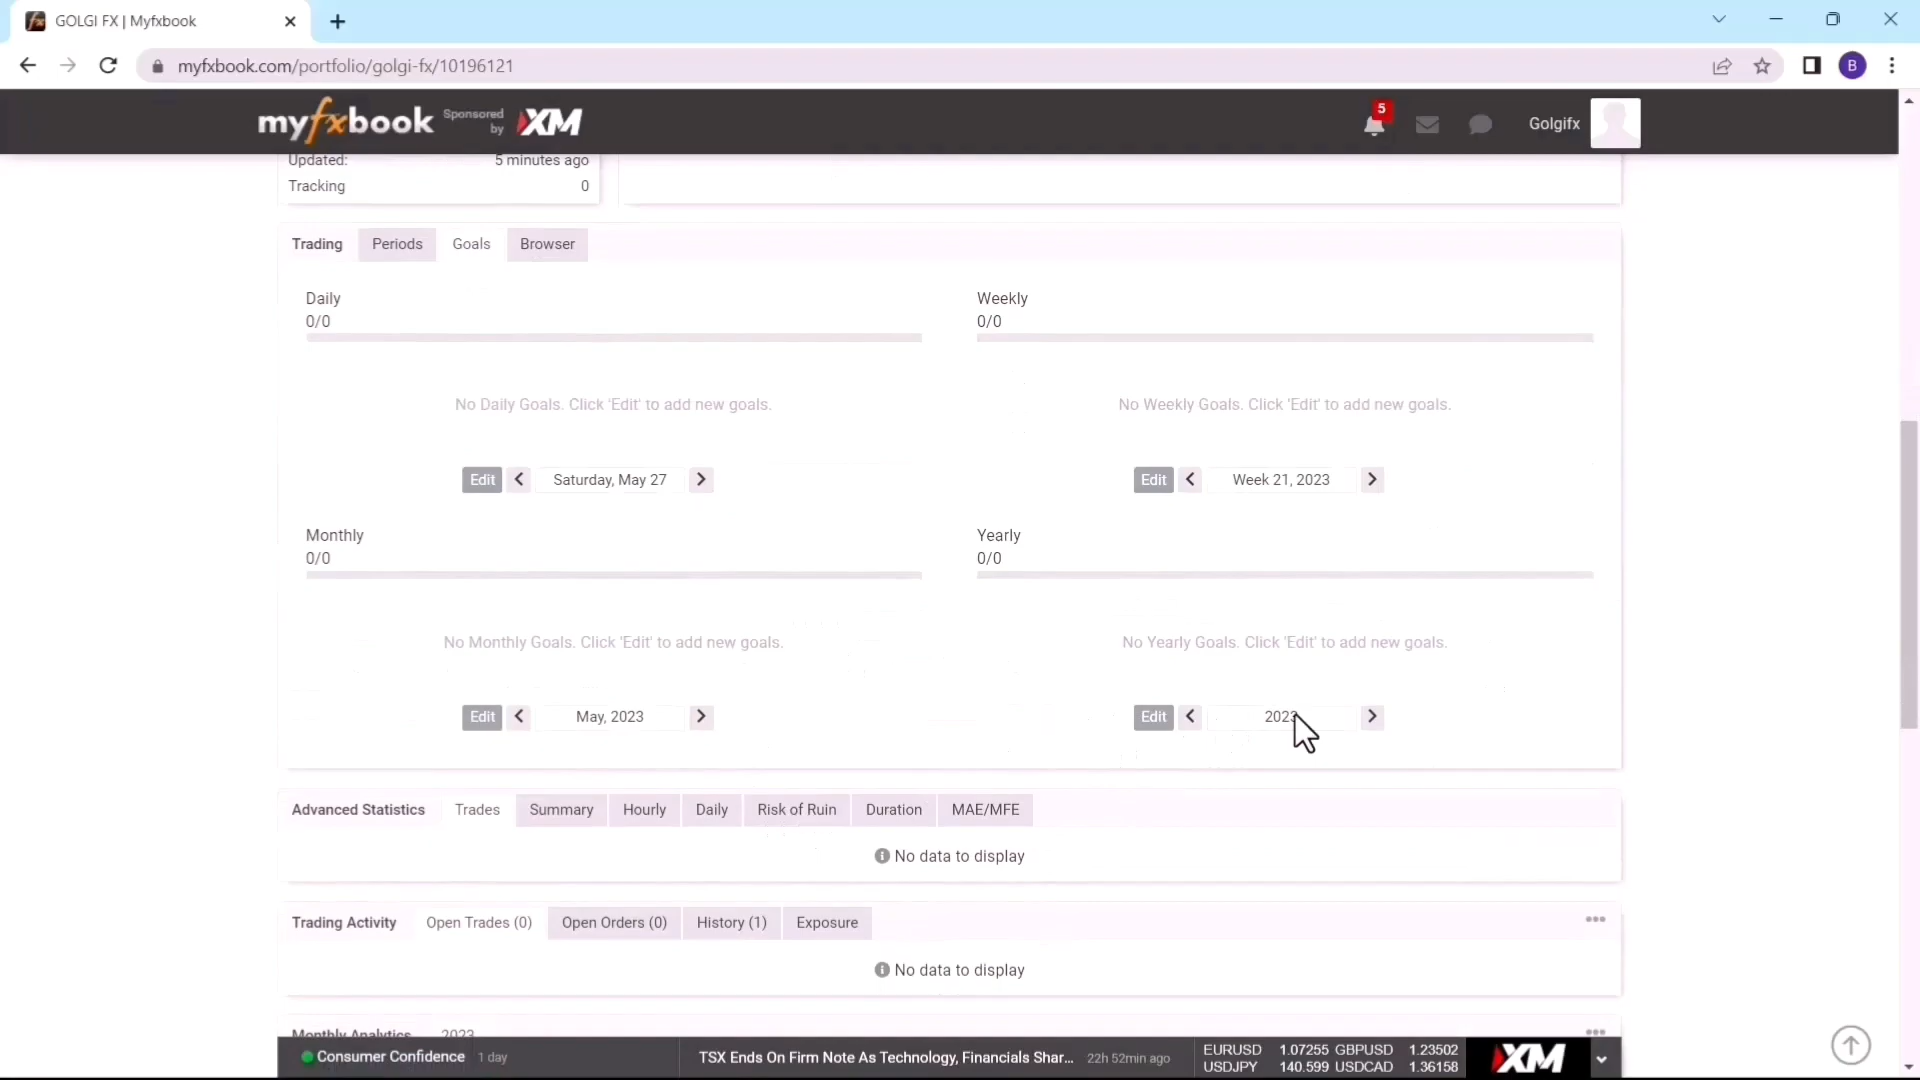 GOLGI FX | Myfxbook
myfxbook.com/portfolio/golgi-fx/10196121
B
myfxbook Sponsored by XM
5
Golgifx
Updated: 5 minutes ago
Tracking 0
Trading Periods Goals Browser
Daily
0/0
No Daily Goals. Click 'Edit' to add new goals.
Edit Saturday, May 27
Weekly
0/0
No Weekly Goals. Click 'Edit' to add new goals.
Edit Week 21, 2023
Monthly
0/0
No Monthly Goals. Click 'Edit' to add new goals.
Edit May, 2023
Yearly
0/0
No Yearly Goals. Click 'Edit' to add new goals.
Edit 2023
Advanced Statistics Trades Summary Hourly Daily Risk of Ruin Duration MAE/MFE
No data to display
Trading Activity Open Trades (0) Open Orders (0) History (1) Exposure
No data to display
Monthly Analytics 2023
Consumer Confidence 1 day
TSX Ends On Firm Note As Technology, Financials Shar... 22h 52min ago
EURUSD 1.07255 GBPUSD 1.23502
USDJPY 140.599 USDCAD 1.36158
XM